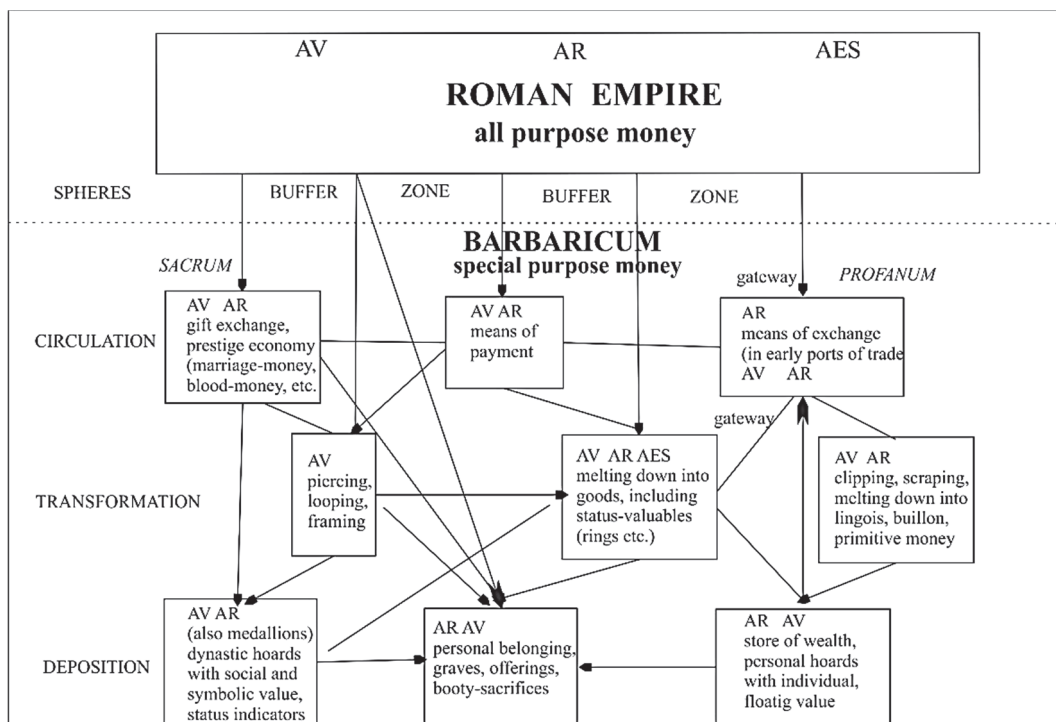 AV AR AES
ROMAN EMPIRE
all purpose money
SPHERES BUFFER ZONE BUFFER ZONE
BARBARICUM
special purpose money
SACRUM
gateway PROFANUM
CIRCULATION
AV AR
gift exchange,
prestige economy
(marriage-money,
blood-money, etc.
AV AR
means of
payment
AR
means of exchange
(in early ports of trade
AV AR
gateway
TRANSFORMATION
AV
piercing,
looping,
framing
AV AR AES
melting down into
goods, including
status-valuables
(rings etc.)
AV AR
clipping, scraping,
melting down into
lingois, buillon,
primitive money
DEPOSITION
AV AR
(also medallions)
dynastic hoards
with social and
symbolic value,
status indicators
AR AV
personal belonging,
graves, offerings,
booty-sacrifices
AR AV
store of wealth,
personal hoards
with individual,
floatig value